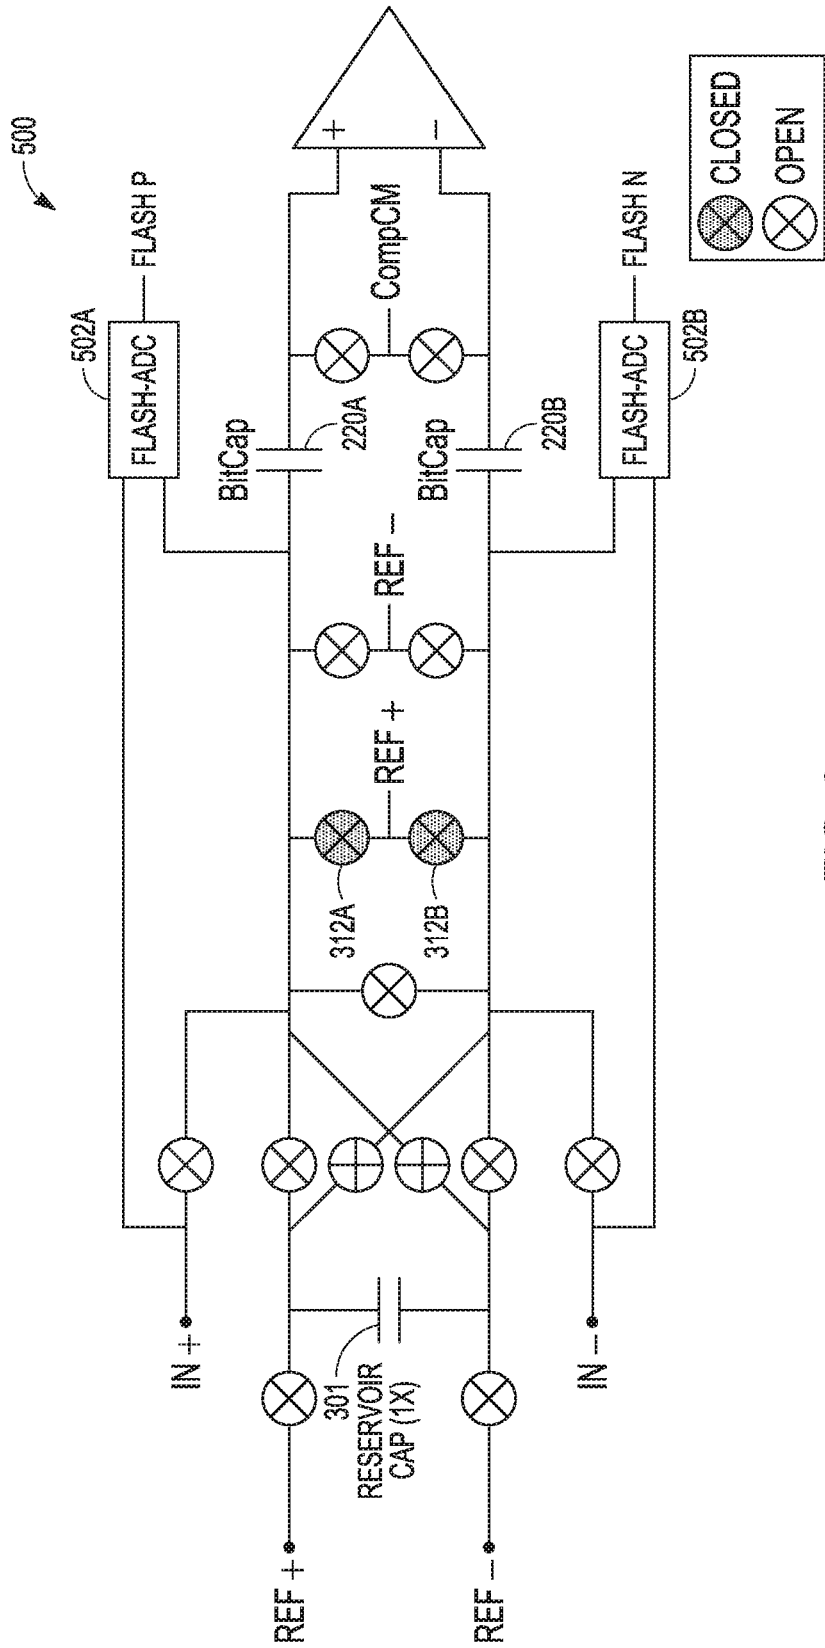 500
502A
FLASH-ADC
FLASH P
IN +
BitCap
220A
REF +
301
RESERVOIR
CAP (1X)
312A
312B
REF +
REF −
CompCM
+
−
REF −
BitCap
220B
IN −
FLASH-ADC
FLASH N
502B
CLOSED
OPEN